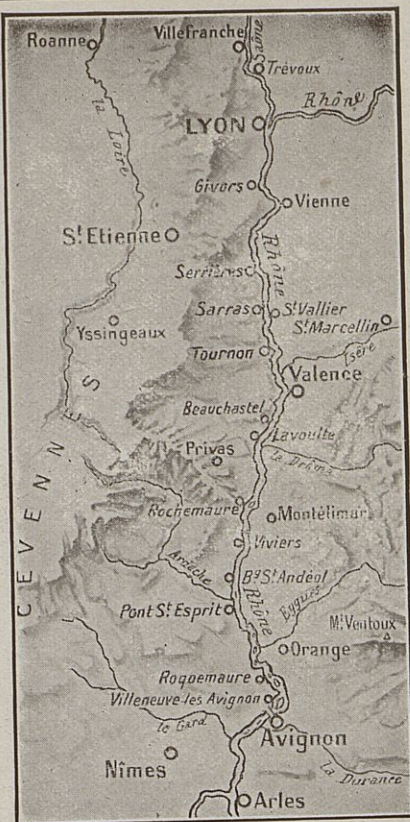 Villefranche
Roanne
Saône
Trévoux
la Loire
LYON
Rhône
Givors
Vienne
St Etienne
Rhône
Serrières
Sarras
St Vallier
St Marcellin
Yssingeaux
Tournon
Isère
Valence
Beauchastel
Lavoulte
Privas
la Drôme
CEVENNES
Rochemaure
Montélimar
Viviers
Ardèche
Bg St Andéol
Pont St Esprit
Rhône
Eygues
Mt Ventoux
Orange
Roquemaure
Villeneuve-les Avignon
le Gard
Avignon
Nîmes
La Durance
Arles